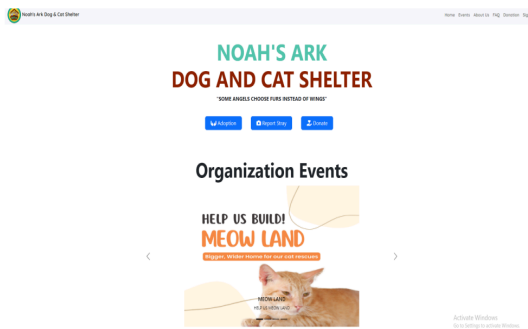 Noah's Ark Dog & Cat Shelter
Home Events About Us FAQ Donation
NOAH'S ARK
DOG AND CAT SHELTER
"SOME ANGELS CHOOSE FURS INSTEAD OF WINGS"
Adoption Report Stray Donate
Organization Events
HELP US BUILD!
MEOW LAND
Bigger, Wider Home for our cat rescues
MEOW LAND
HELP US MEOW LAND
Activate Windows
Go to Settings to activate Windows.